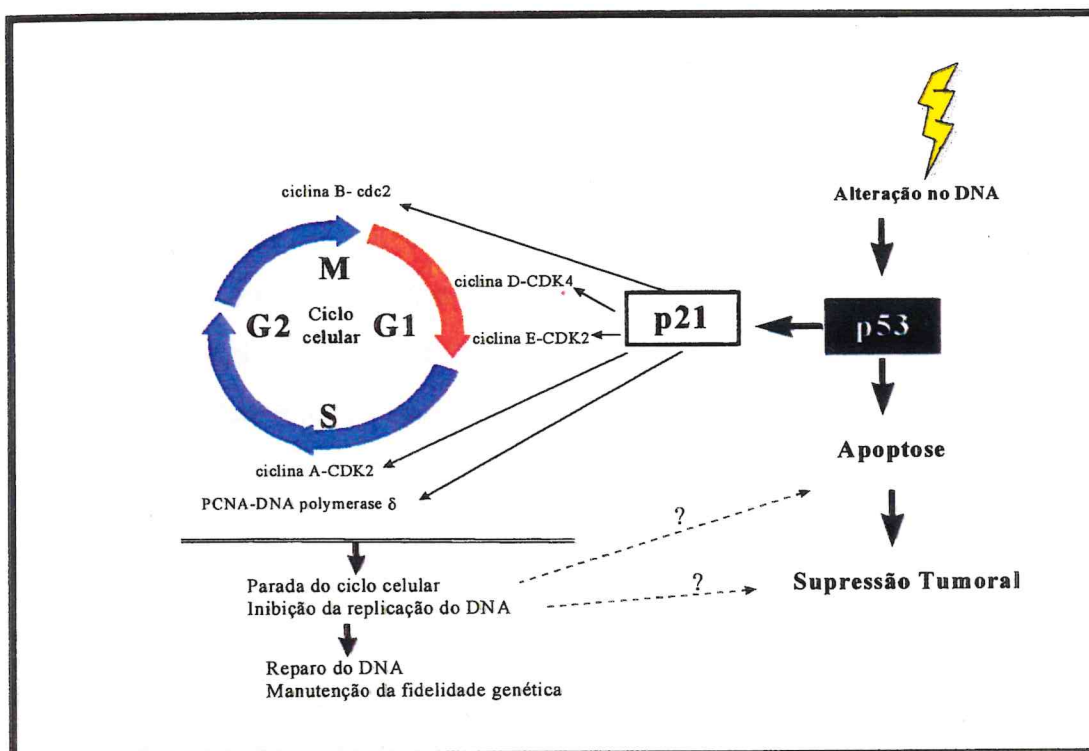 Alteração no DNA
ciclina B- cdc2
M
ciclina D-CDK4
p21
p53
G2
Ciclo
celular
G1
ciclina E-CDK2
S
Apoptose
ciclina A-CDK2
PCNA-DNA polymerase δ
?
Parada do ciclo celular
Inibição da replicação do DNA
?
Supressão Tumoral
Reparo do DNA
Manutenção da fidelidade genética